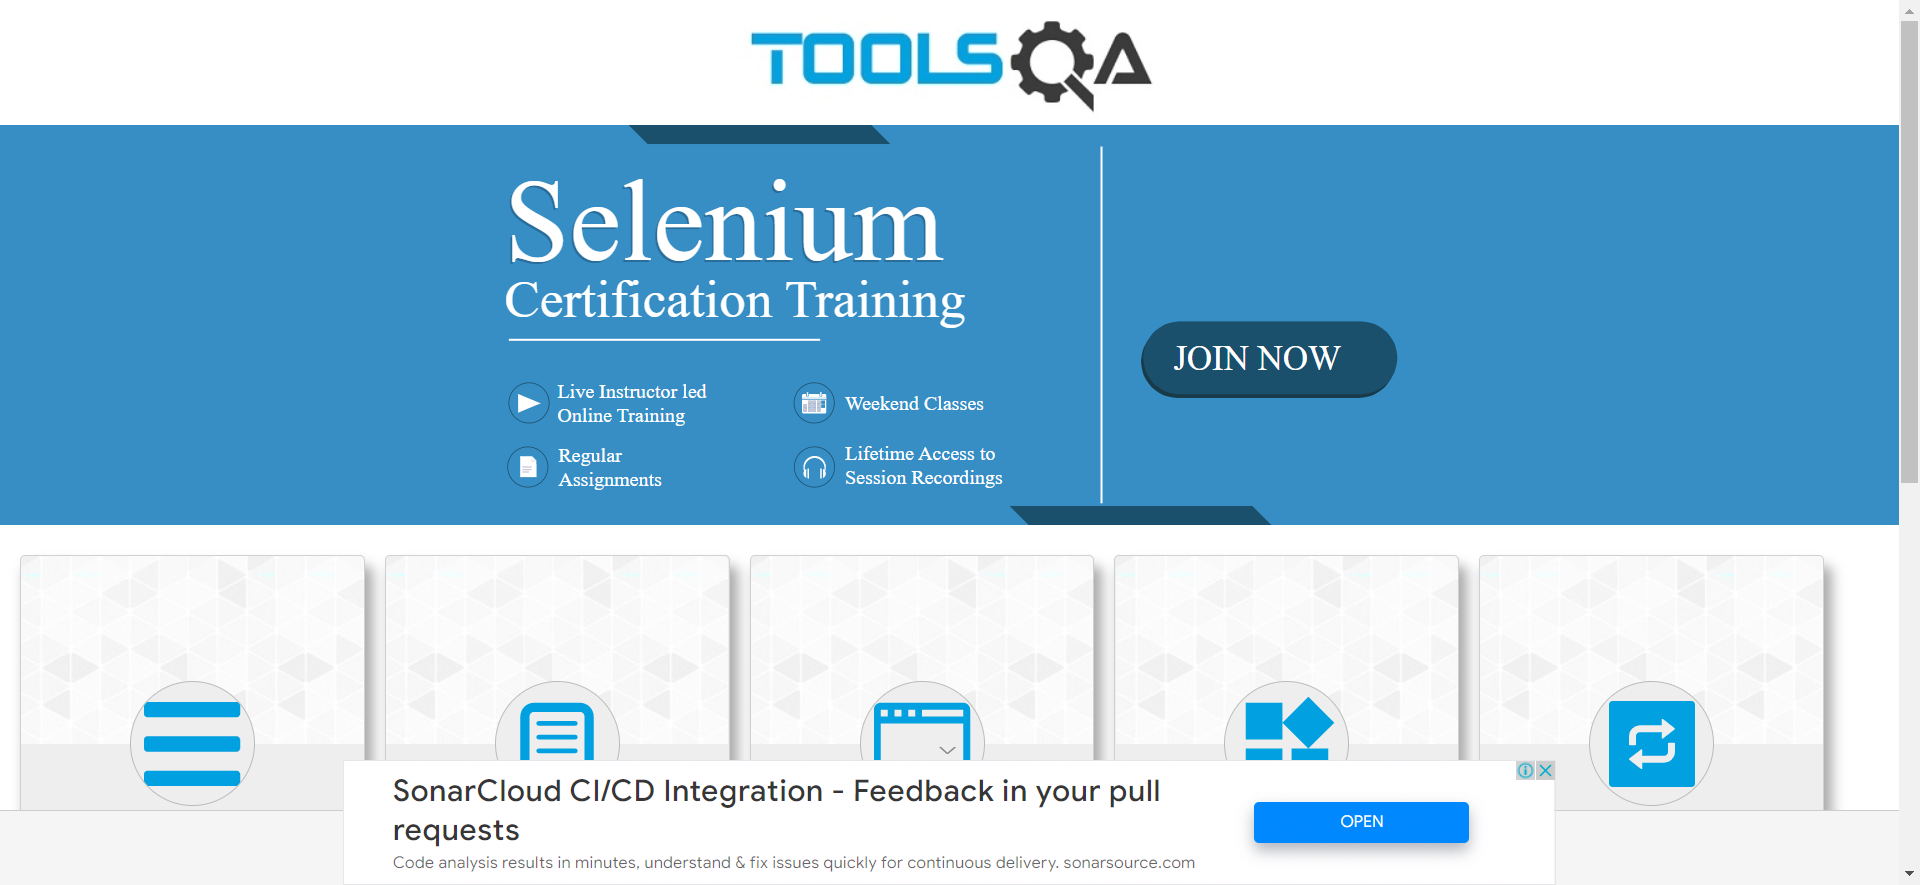 TOOLSQA
Selenium
Certification Training
JOIN NOW
Live Instructor led
Online Training
Weekend Classes
Regular
Assignments
Lifetime Access to
Session Recordings
SonarCloud CI/CD Integration - Feedback in your pull
requests
Code analysis results in minutes, understand & fix issues quickly for continuous delivery. sonarsource.com
OPEN